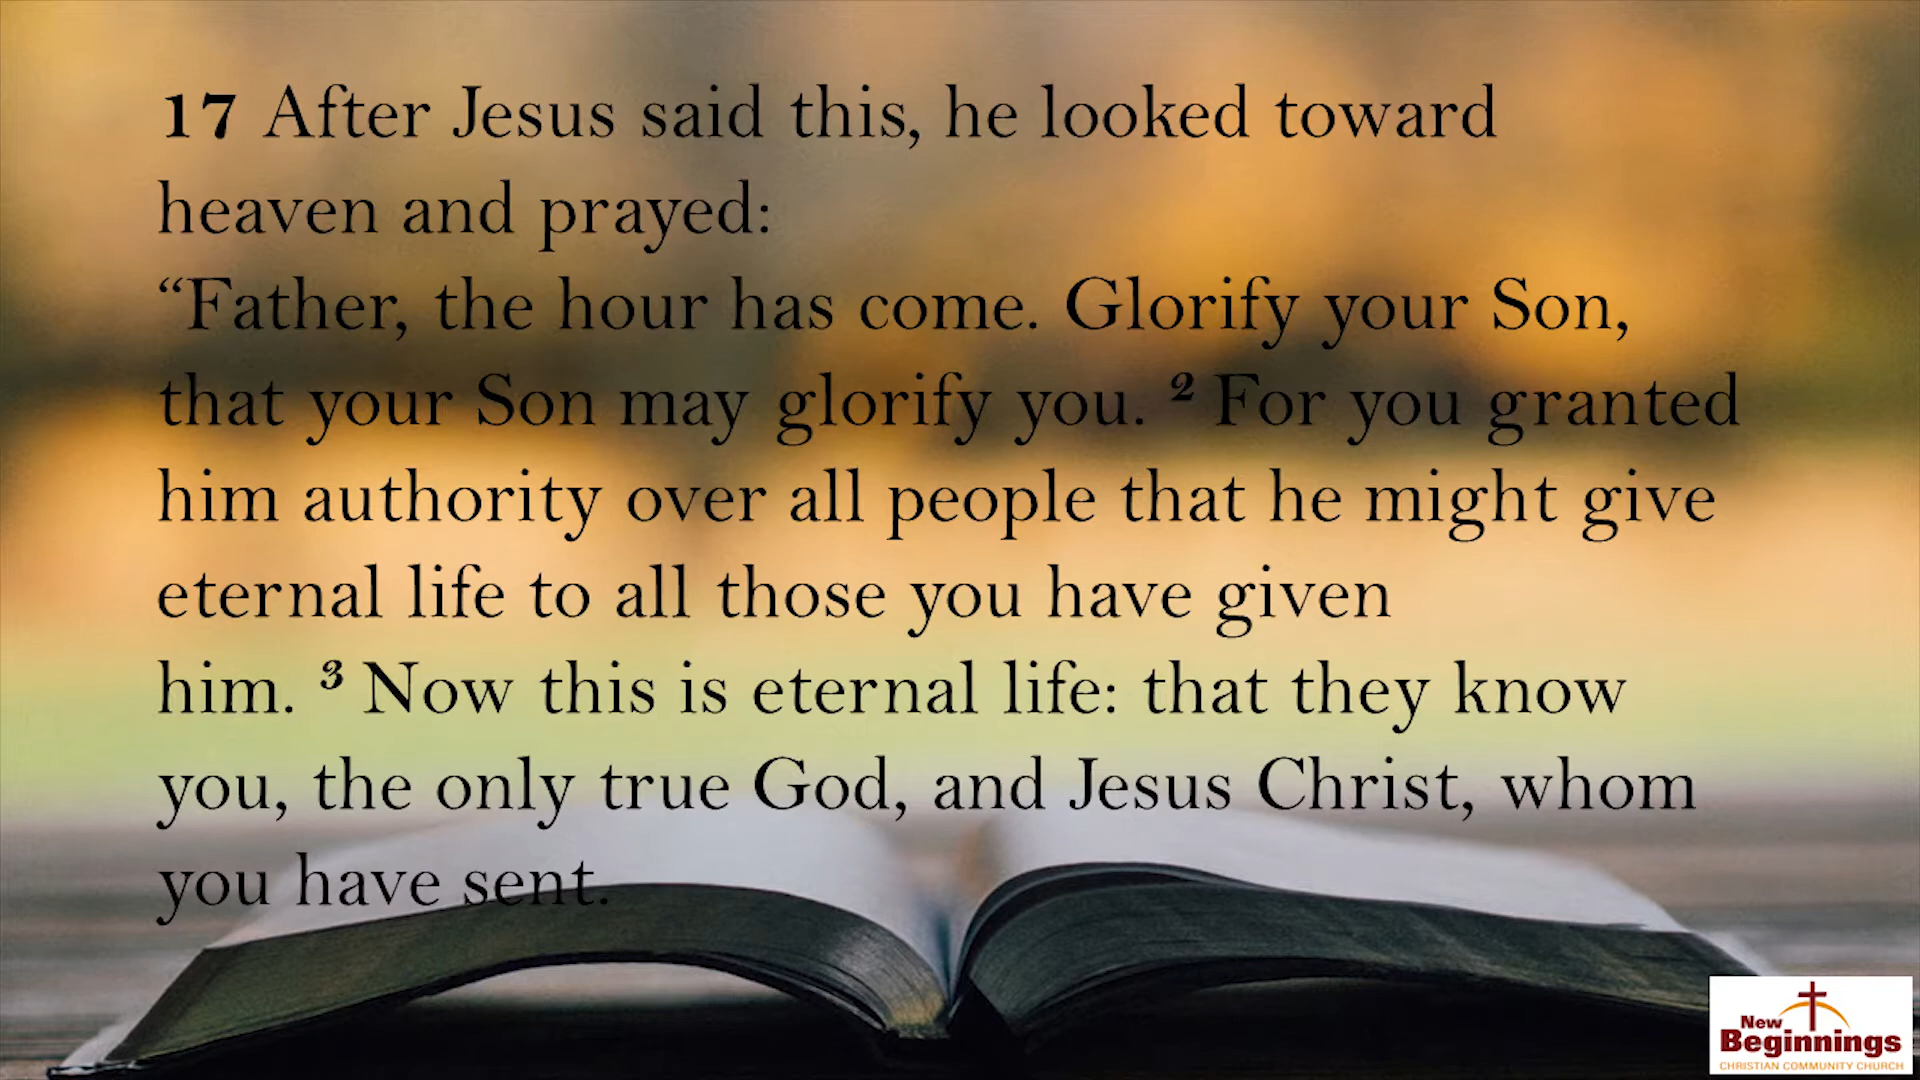 17 After Jesus said this, he looked toward
heaven and prayed:
“Father, the hour has come. Glorify your Son,
that your Son may glorify you. ² For you granted
him authority over all people that he might give
eternal life to all those you have given
him. ³ Now this is eternal life: that they know
you, the only true God, and Jesus Christ, whom
you have sent.
New
Beginnings
CHRISTIAN COMMUNITY CHURCH